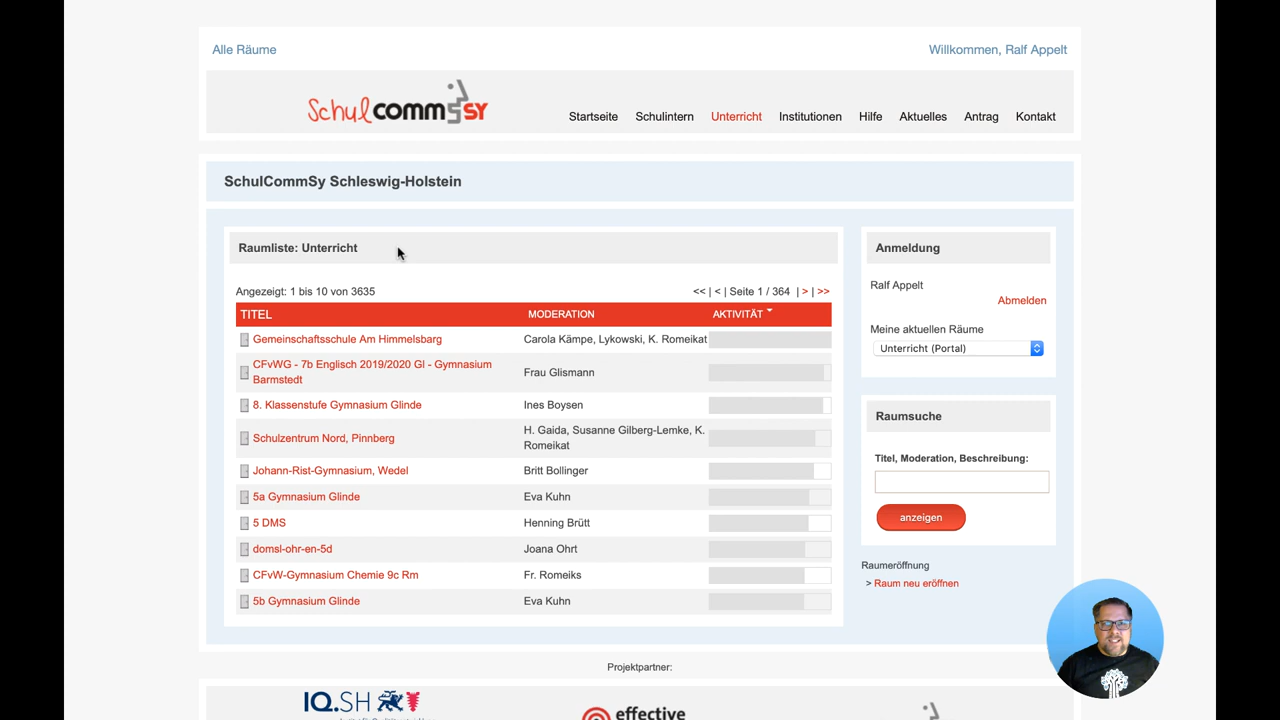 Alle Räume
Willkommen, Ralf Appelt
Schulcommsy
Startseite Schulintern Unterricht Institutionen Hilfe Aktuelles Antrag Kontakt
SchulCommSy Schleswig-Holstein
Raumliste: Unterricht
Angezeigt: 1 bis 10 von 3635
<< | < | Seite 1 / 364 | > | >>
TITEL MODERATION AKTIVITÄT
Gemeinschaftsschule Am Himmelsbarg Carola Kämpe, Lykowski, K. Romeikat
CFvWG - 7b Englisch 2019/2020 Gl - Gymnasium
Barmstedt
Frau Glismann
8. Klassenstufe Gymnasium Glinde Ines Boysen
Schulzentrum Nord, Pinnberg
H. Gaida, Susanne Gilberg-Lemke, K.
Romeikat
Johann-Rist-Gymnasium, Wedel Britt Bollinger
5a Gymnasium Glinde Eva Kuhn
5 DMS Henning Brütt
domsl-ohr-en-5d Joana Ohrt
CFvW-Gymnasium Chemie 9c Rm Fr. Romeiks
5b Gymnasium Glinde Eva Kuhn
Anmeldung
Ralf Appelt
Abmelden
Meine aktuellen Räume
Unterricht (Portal)
Raumsuche
Titel, Moderation, Beschreibung:
anzeigen
Raumeröffnung
> Raum neu eröffnen
Projektpartner:
IQ.SH
effective